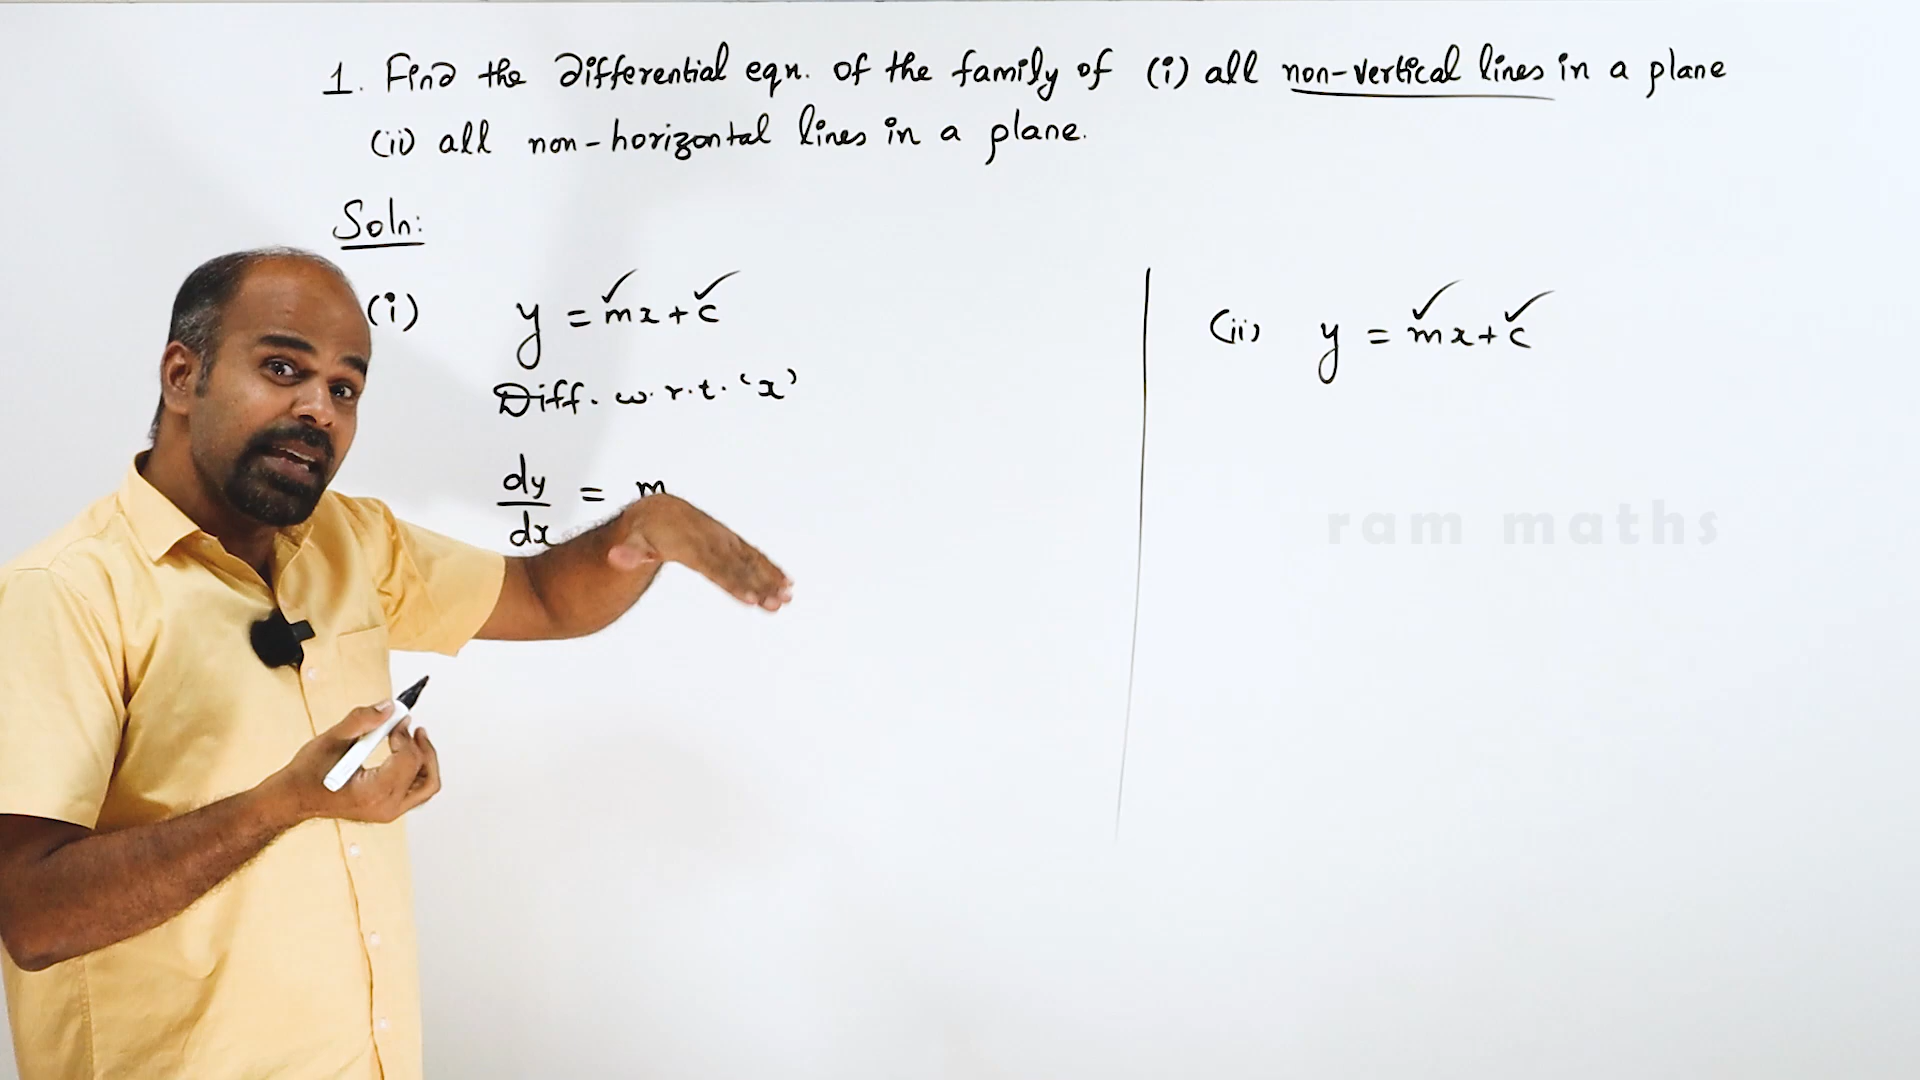 1. Find the differential eqn. of the family of (i) all non-vertical lines in a plane
(ii) all non-horizontal lines in a plane.
Soln:
(i) y = mx + c
Diff. w.r.t. 'x'
dy/dx = m
(ii) y = mx + c
ram maths